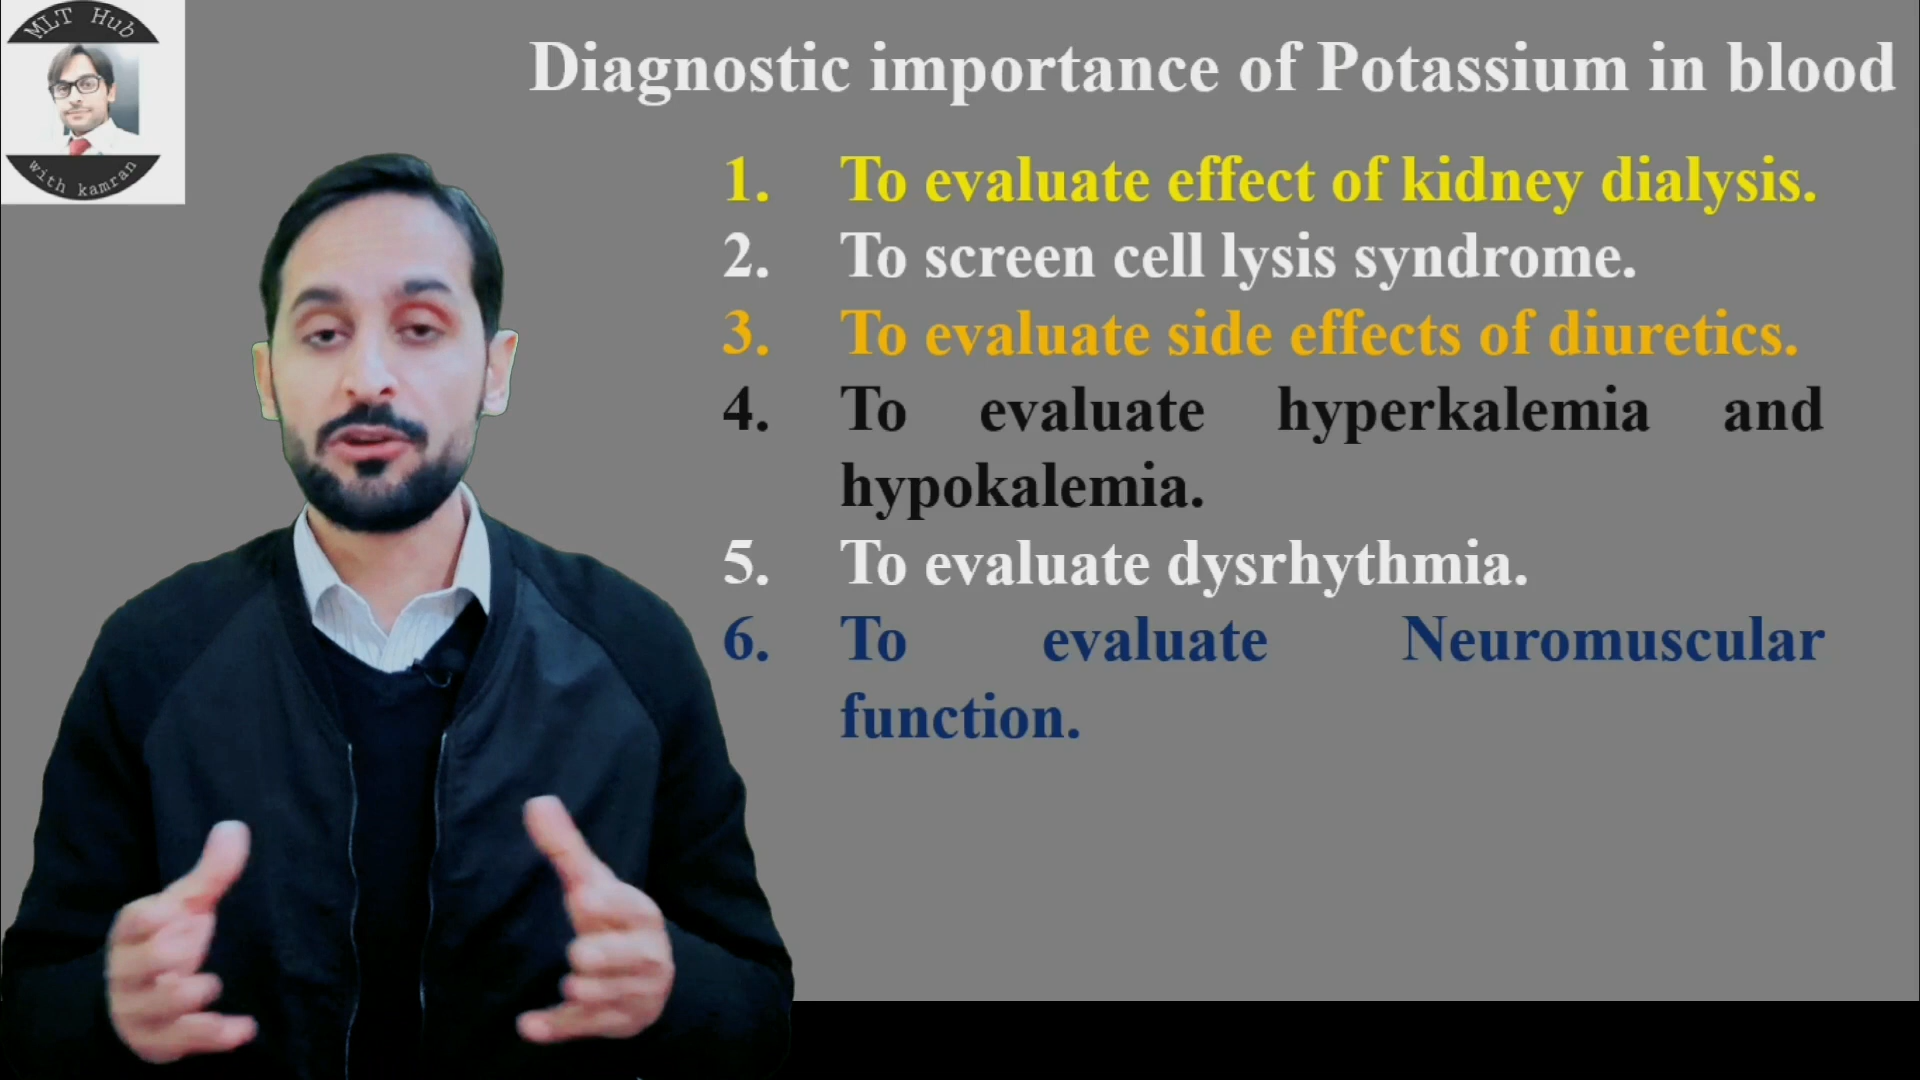 MLT Hub
with kamran
Diagnostic importance of Potassium in blood
1. To evaluate effect of kidney dialysis.
2. To screen cell lysis syndrome.
3. To evaluate side effects of diuretics.
4. To evaluate hyperkalemia and
hypokalemia.
5. To evaluate dysrhythmia.
6. To evaluate Neuromuscular
function.